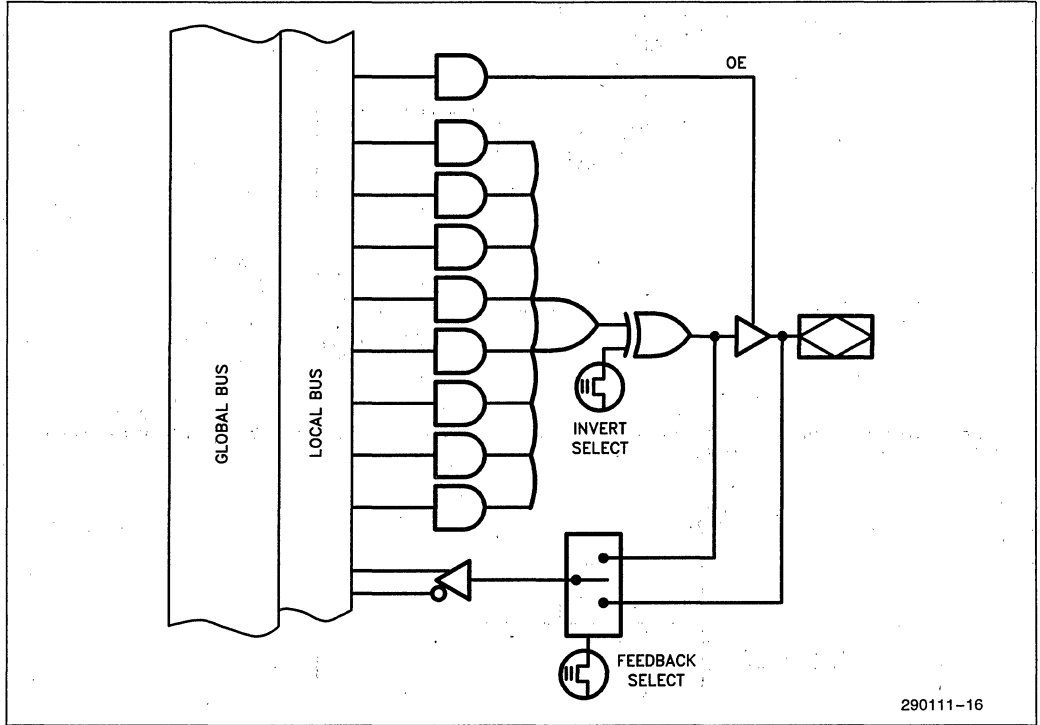 OE
GLOBAL BUS
LOCAL BUS
INVERT
SELECT
FEEDBACK
SELECT
290111-16